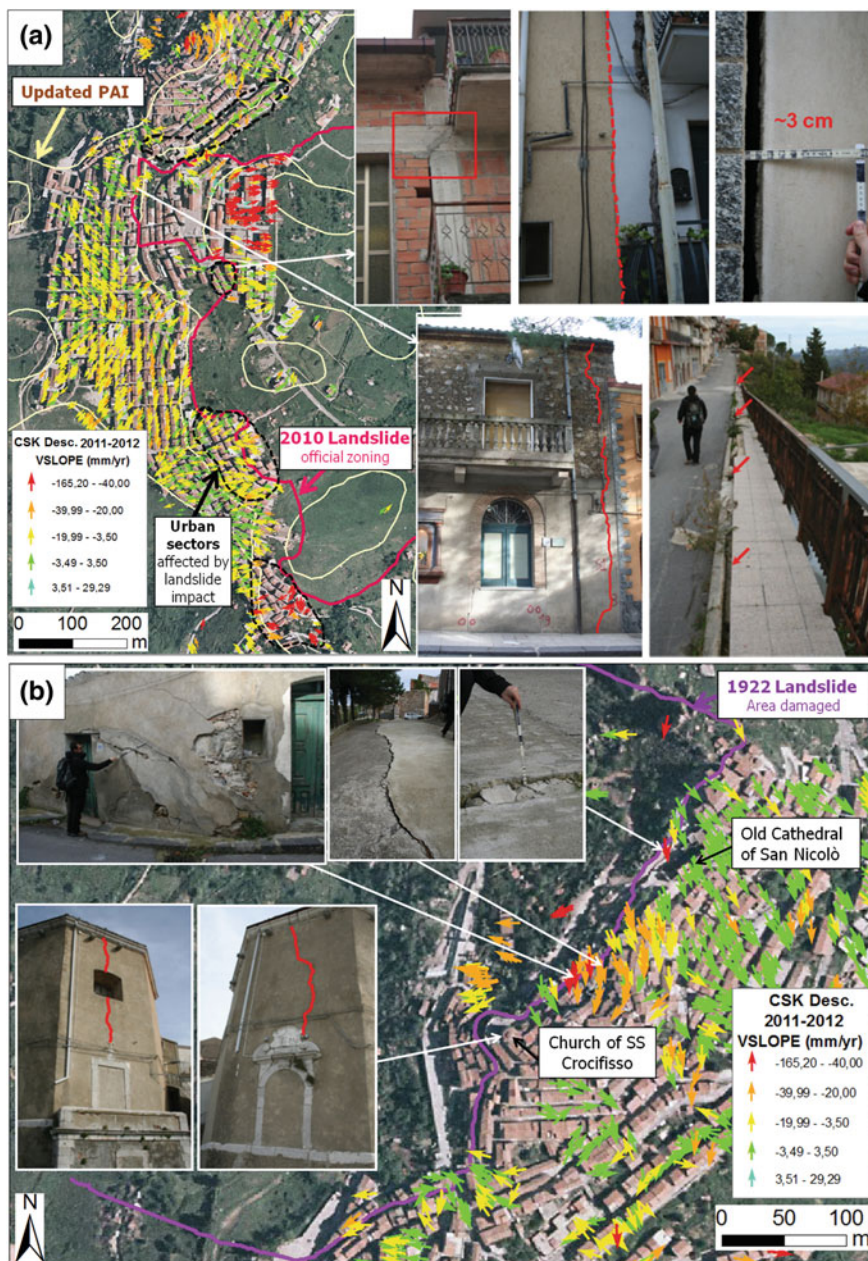 (a)
Updated PAI
~3 cm
CSK Desc. 2011-2012
VSLOPE (mm/yr)
-165,20 - -40,00
-39,99 - -20,00
-19,99 - -3,50
-3,49 - 3,50
3,51 - 29,29
0 100 200
m
2010 Landslide
official zoning
Urban
sectors
affected by
landslide
impact
N
(b)
1922 Landslide
Area damaged
Old Cathedral
of San Nicolò
Church of SS
Crocifisso
CSK Desc.
2011-2012
VSLOPE (mm/yr)
-165,20 - -40,00
-39,99 - -20,00
-19,99 - -3,50
-3,49 - 3,50
3,51 - 29,29
N
0 50 100
m